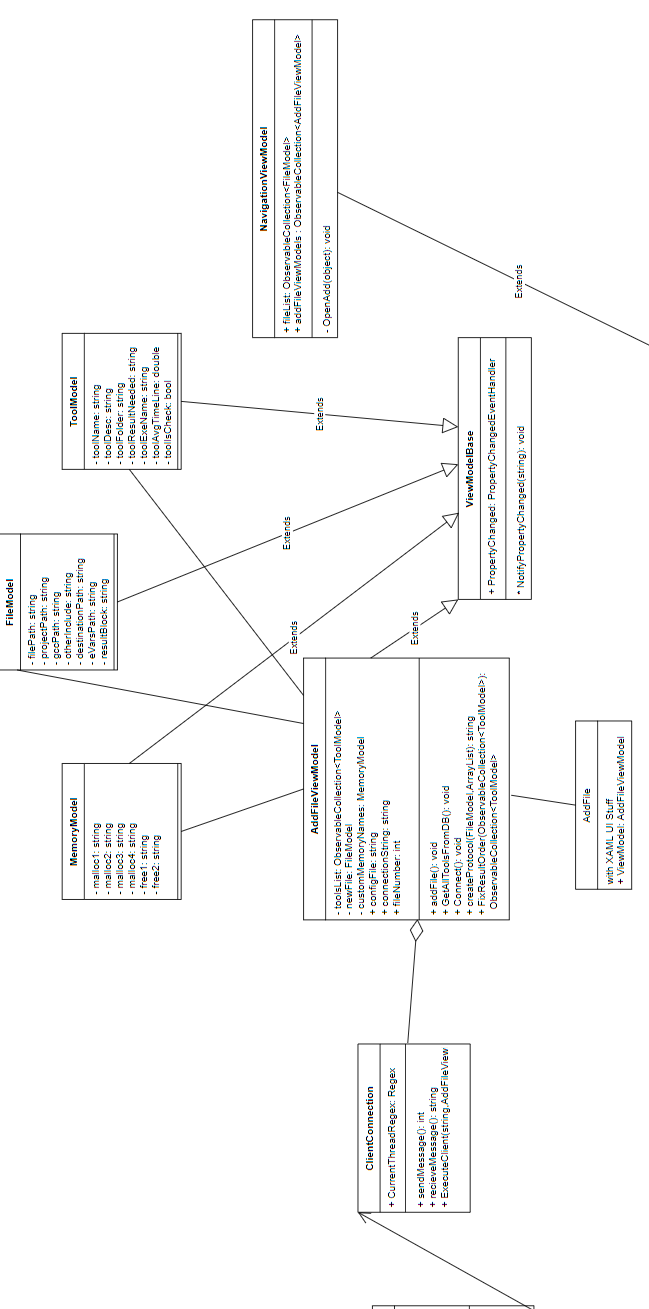 NavigationViewModel
+ fileList: ObservableCollection<FileModel>
+ addFileViewModels : ObservableCollection<AddFileViewModel>
- OpenAdd(object): void
Extends
ToolModel
- toolName: string
- toolDesc: string
- toolFolder: string
- toolResultNeeded: string
- toolExeName: string
- toolAvgTimeLine: double
- toolIsCheck: bool
Extends
ViewModelBase
+ PropertyChanged: PropertyChangedEventHandler
* NotifyPropertyChanged(string): void
FileModel
- filePath: string
- projectPath: string
- gccPath: string
- otherInclude: string
- destinationPath: string
- eVarsPath: string
- resultBlock: string
Extends
Extends
Extends
MemoryModel
- malloc1: string
- malloc2: string
- malloc3: string
- malloc4: string
- free1: string
- free2: string
AddFileViewModel
- toolsList: ObservableCollection<ToolModel>
- newFile: FileModel
- customMemoryNames: MemoryModel
+ configFile: string
+ connectionString: string
+ fileNumber: int
+ addFile(): void
+ GetAllToolsFromDB(): void
+ Connect(): void
+ createProtocol(FileModel,ArrayList): string
+ FixResultOrder(ObservableCollection<ToolModel>):
ObservableCollection<ToolModel>
AddFile
with XAML UI Stuff
+ ViewModel: AddFileViewModel
ClientConnection
+ CurrentThreadRegex: Regex
+ sendMessage(): int
+ recieveMessage(): string
+ ExecuteClient(string,AddFileView